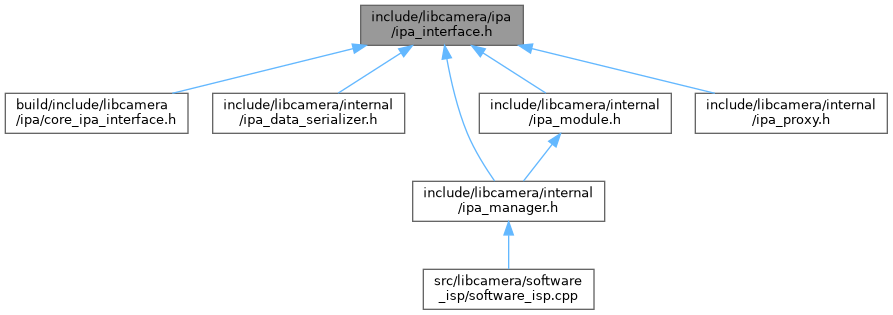 include/libcamera/ipa
/ipa_interface.h
build/include/libcamera
/ipa/core_ipa_interface.h
include/libcamera/internal
/ipa_data_serializer.h
include/libcamera/internal
/ipa_module.h
include/libcamera/internal
/ipa_proxy.h
include/libcamera/internal
/ipa_manager.h
src/libcamera/software
_isp/software_isp.cpp